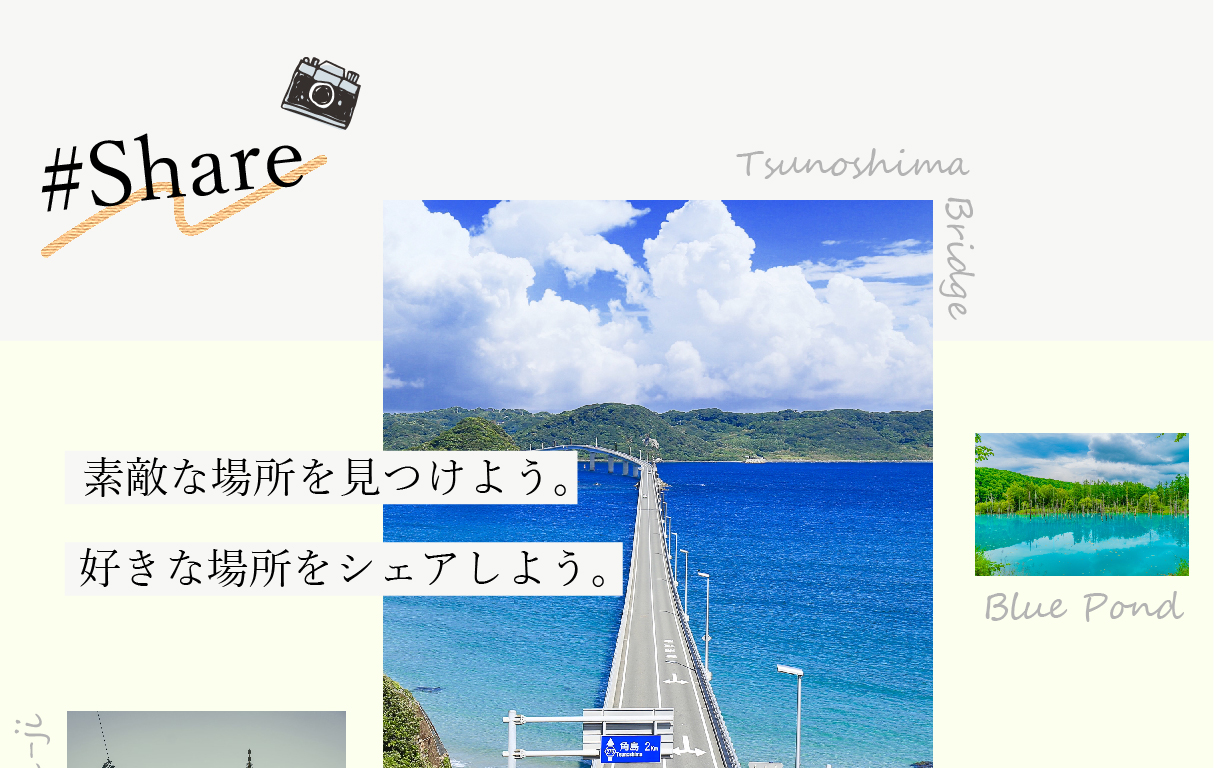 #Share
Tsunoshima
Bridge
素敵な場所を見つけよう。
好きな場所をシェアしよう。
Blue Pond
-ji
角島 2Km
Tsunoshima